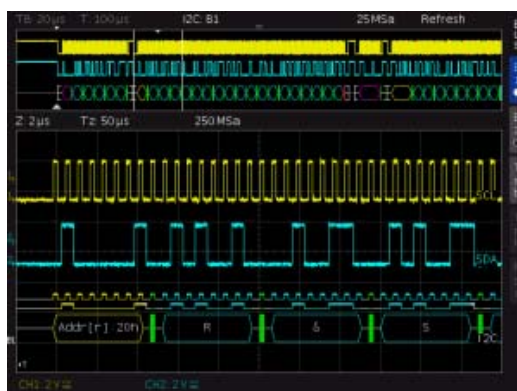 TB: 20µs T: 100µs I2C: B1 25MSa Refresh
Z: 2µs Tz: 50µs 250MSa
SCL
SDA
Addr[r] 20h R & S I2C
CH1: 2V CH2: 2V